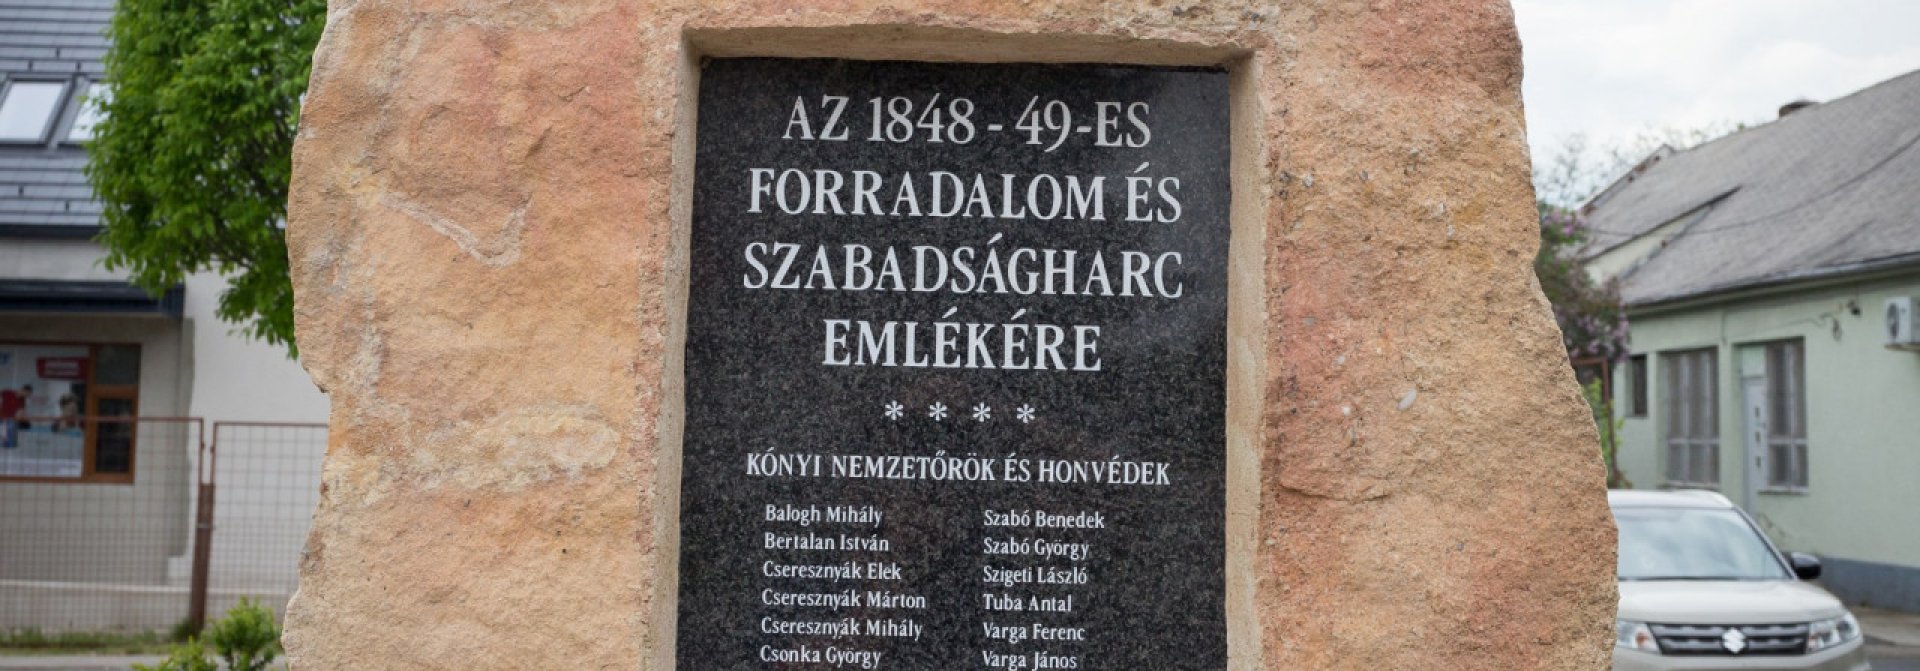 AZ 1848 - 49-ES
FORRADALOM ÉS
SZABADSÁGHARC
EMLÉKÉRE
* * * *
KÓNYI NEMZETŐRÖK ÉS HONVÉDEK
Balogh Mihály
Bertalan István
Cseresznyák Elek
Cseresznyák Márton
Cseresznyák Mihály
Csonka György
Szabó Benedek
Szabó György
Szigeti László
Tuba Antal
Varga Ferenc
Varga János